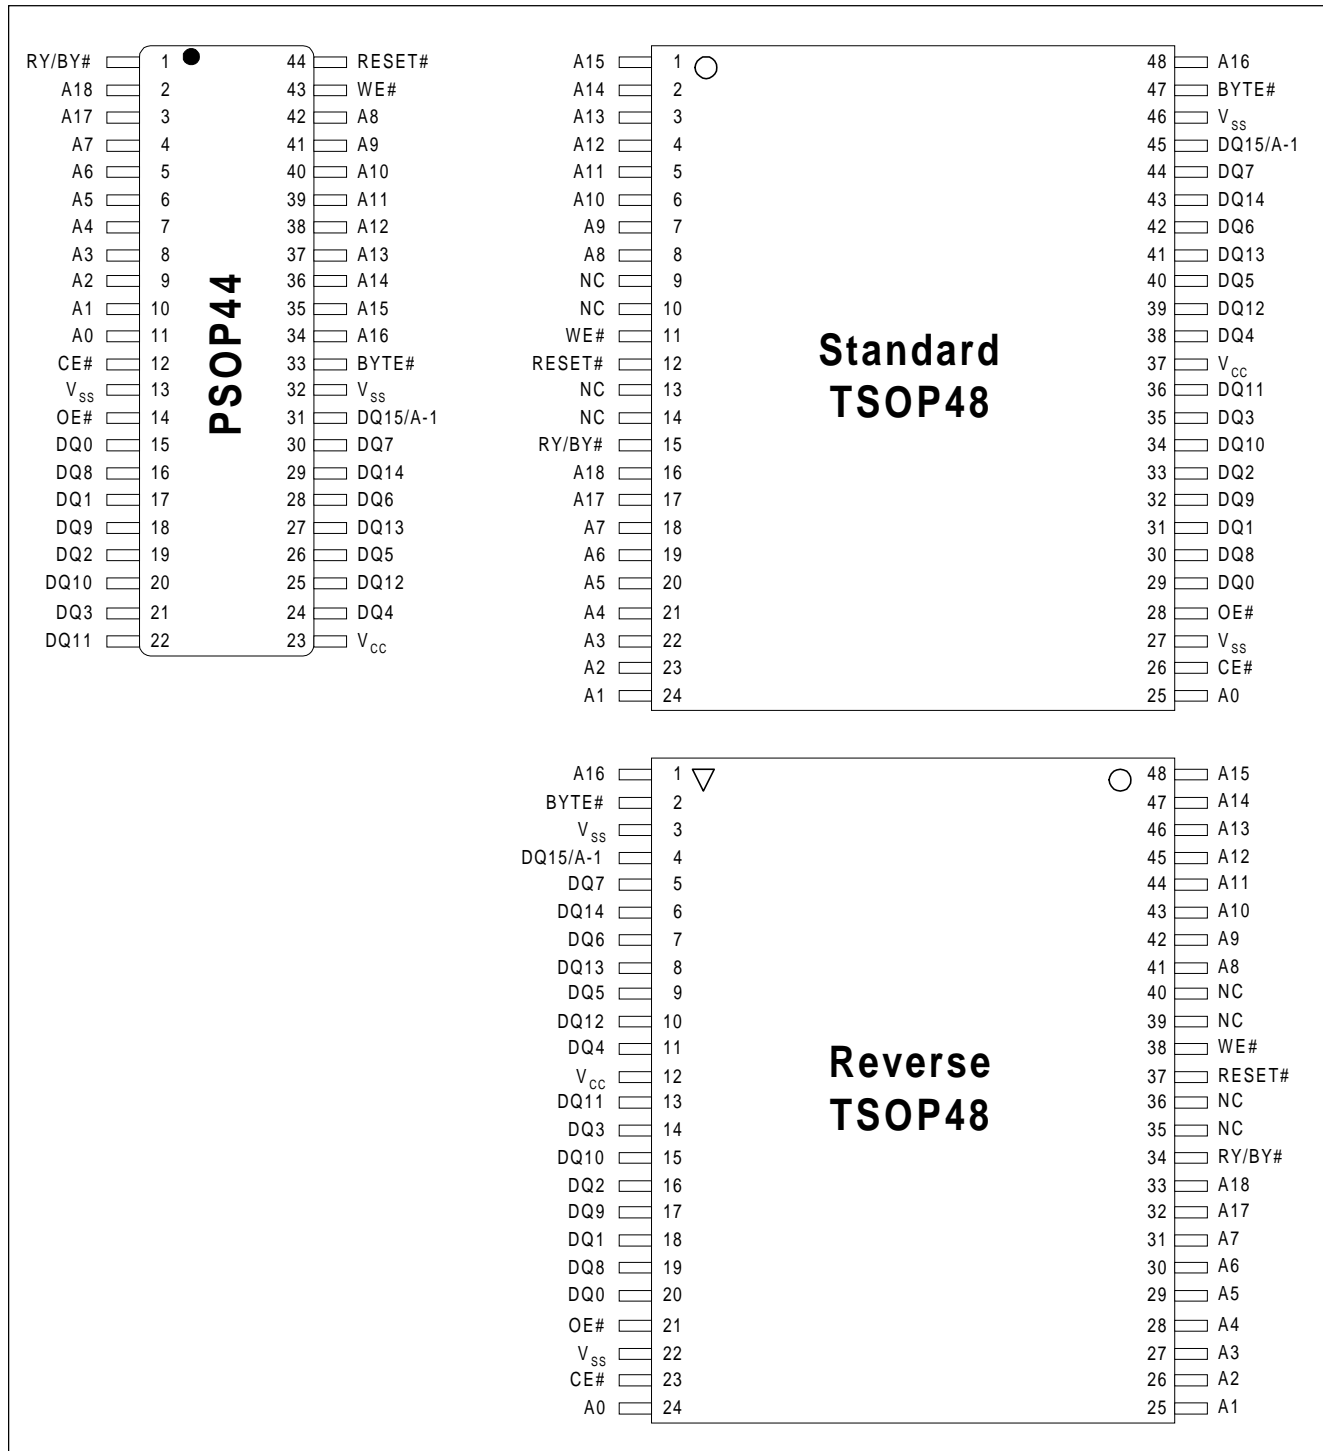 PSOP44
RY/BY# 1 44 RESET#
A18 2 43 WE#
A17 3 42 A8
A7 4 41 A9
A6 5 40 A10
A5 6 39 A11
A4 7 38 A12
A3 8 37 A13
A2 9 36 A14
A1 10 35 A15
A0 11 34 A16
CE# 12 33 BYTE#
VSS 13 32 VSS
OE# 14 31 DQ15/A-1
DQ0 15 30 DQ7
DQ8 16 29 DQ14
DQ1 17 28 DQ6
DQ9 18 27 DQ13
DQ2 19 26 DQ5
DQ10 20 25 DQ12
DQ3 21 24 DQ4
DQ11 22 23 VCC
Standard
TSOP48
A15 1 48 A16
A14 2 47 BYTE#
A13 3 46 VSS
A12 4 45 DQ15/A-1
A11 5 44 DQ7
A10 6 43 DQ14
A9 7 42 DQ6
A8 8 41 DQ13
NC 9 40 DQ5
NC 10 39 DQ12
WE# 11 38 DQ4
RESET# 12 37 VCC
NC 13 36 DQ11
NC 14 35 DQ3
RY/BY# 15 34 DQ10
A18 16 33 DQ2
A17 17 32 DQ9
A7 18 31 DQ1
A6 19 30 DQ8
A5 20 29 DQ0
A4 21 28 OE#
A3 22 27 VSS
A2 23 26 CE#
A1 24 25 A0
Reverse
TSOP48
A16 1 48 A15
BYTE# 2 47 A14
VSS 3 46 A13
DQ15/A-1 4 45 A12
DQ7 5 44 A11
DQ14 6 43 A10
DQ6 7 42 A9
DQ13 8 41 A8
DQ5 9 40 NC
DQ12 10 39 NC
DQ4 11 38 WE#
VCC 12 37 RESET#
DQ11 13 36 NC
DQ3 14 35 NC
DQ10 15 34 RY/BY#
DQ2 16 33 A18
DQ9 17 32 A17
DQ1 18 31 A7
DQ8 19 30 A6
DQ0 20 29 A5
OE# 21 28 A4
VSS 22 27 A3
CE# 23 26 A2
A0 24 25 A1